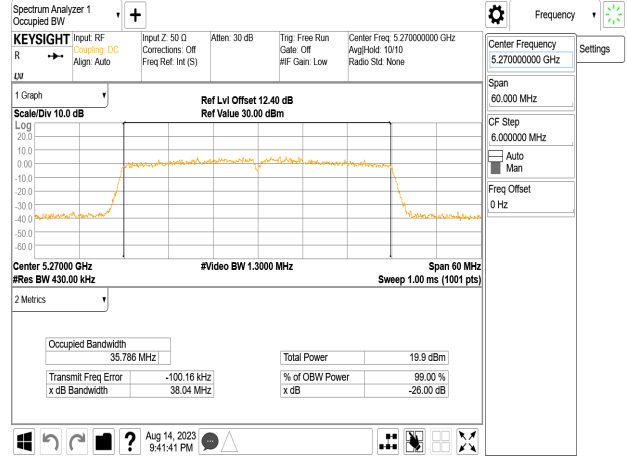 Spectrum Analyzer 1
Occupied BW
Frequency
KEYSIGHT
R
Input: RF
Coupling: DC
Align: Auto
Input Z: 50 Ω
Corrections: Off
Freq Ref: Int (S)
Atten: 30 dB
Trig: Free Run
Gate: Off
#IF Gain: Low
Center Freq: 5.270000000 GHz
Avg|Hold: 10/10
Radio Std: None
Center Frequency
5.270000000 GHz
Settings
Span
60.000 MHz
CF Step
6.000000 MHz
Auto
Man
Freq Offset
0 Hz
1 Graph
Scale/Div 10.0 dB
Ref Lvl Offset 12.40 dB
Ref Value 30.00 dBm
Log
20.0
10.0
0.00
-10.0
-20.0
-30.0
-40.0
-50.0
-60.0
Center 5.27000 GHz
#Video BW 1.3000 MHz
Span 60 MHz
#Res BW 430.00 kHz
Sweep 1.00 ms (1001 pts)
2 Metrics
Occupied Bandwidth
35.786 MHz
Total Power 19.9 dBm
Transmit Freq Error -100.16 kHz
% of OBW Power 99.00 %
x dB Bandwidth 38.04 MHz
x dB -26.00 dB
?
Aug 14, 2023
9:41:41 PM